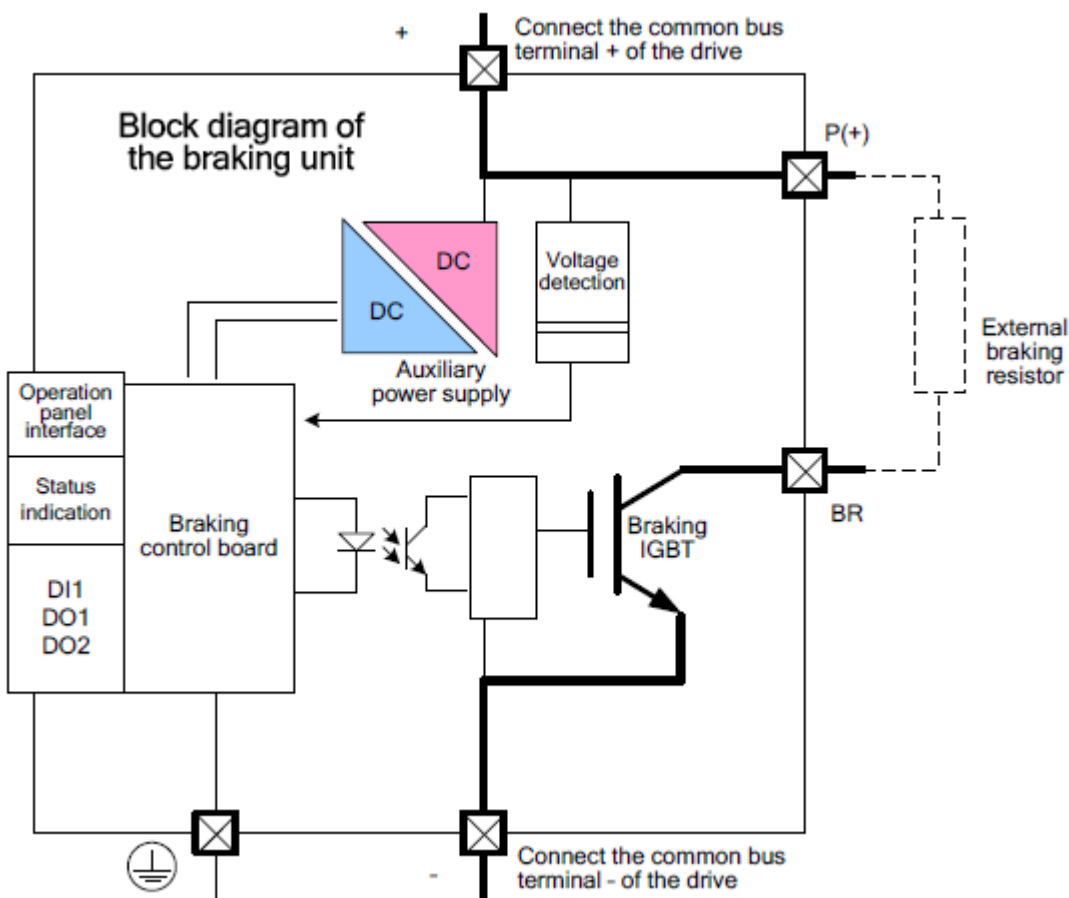 +
Connect the common bus
terminal + of the drive
Block diagram of
the braking unit
P(+)
DC
DC
Voltage
detection
Auxiliary
power supply
External
braking
resistor
Operation
panel
interface
Status
indication
DI1
DO1
DO2
Braking
control board
Braking
IGBT
BR
-
Connect the common bus
terminal - of the drive